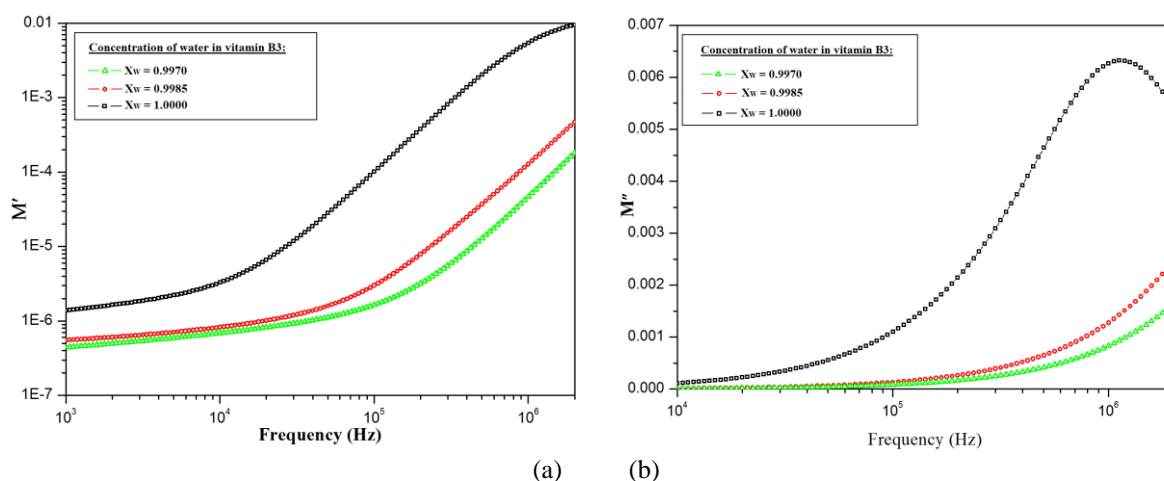 0.01
1E-3
1E-4
1E-5
1E-6
1E-7
M′
Concentration of water in vitamin B3:
Xw = 0.9970
Xw = 0.9985
Xw = 1.0000
10³ 10⁴ 10⁵ 10⁶
Frequency (Hz)
0.007
0.006
0.005
0.004
0.003
0.002
0.001
0.000
M″
Concentration of water in vitamin B3:
Xw = 0.9970
Xw = 0.9985
Xw = 1.0000
10⁴ 10⁵ 10⁶
Frequency (Hz)
(a) (b)